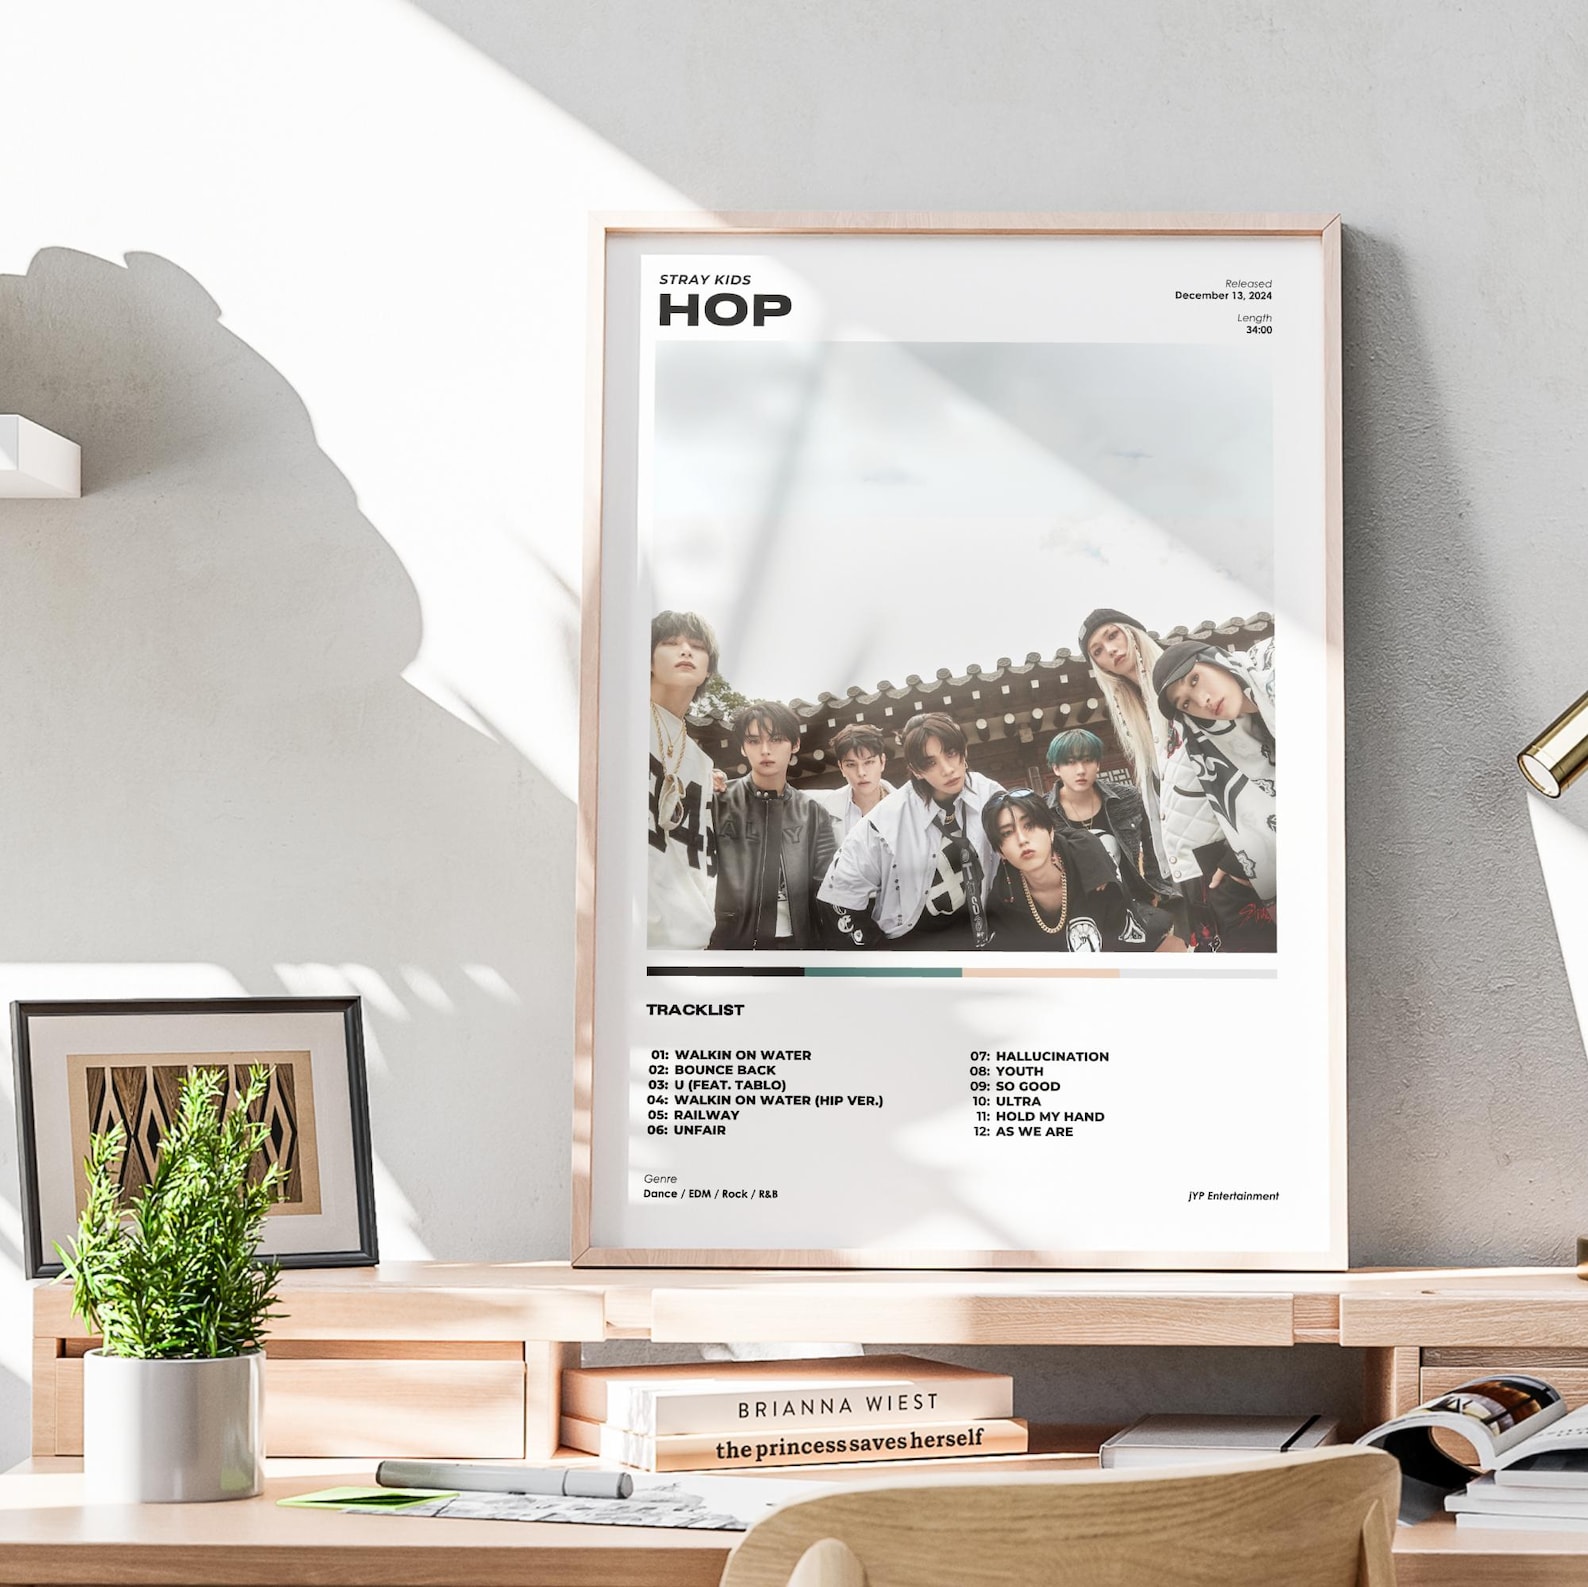 STRAY KIDS
HOP
Released
December 13, 2024
Length
34:00
TRACKLIST
01: WALKIN ON WATER
02: BOUNCE BACK
03: U (FEAT. TABLO)
04: WALKIN ON WATER (HIP VER.)
05: RAILWAY
06: UNFAIR
07: HALLUCINATION
08: YOUTH
09: SO GOOD
10: ULTRA
11: HOLD MY HAND
12: AS WE ARE
Genre
Dance / EDM / Rock / R&B
jYP Entertainment
BRIANNA WIEST
the princess saves herself